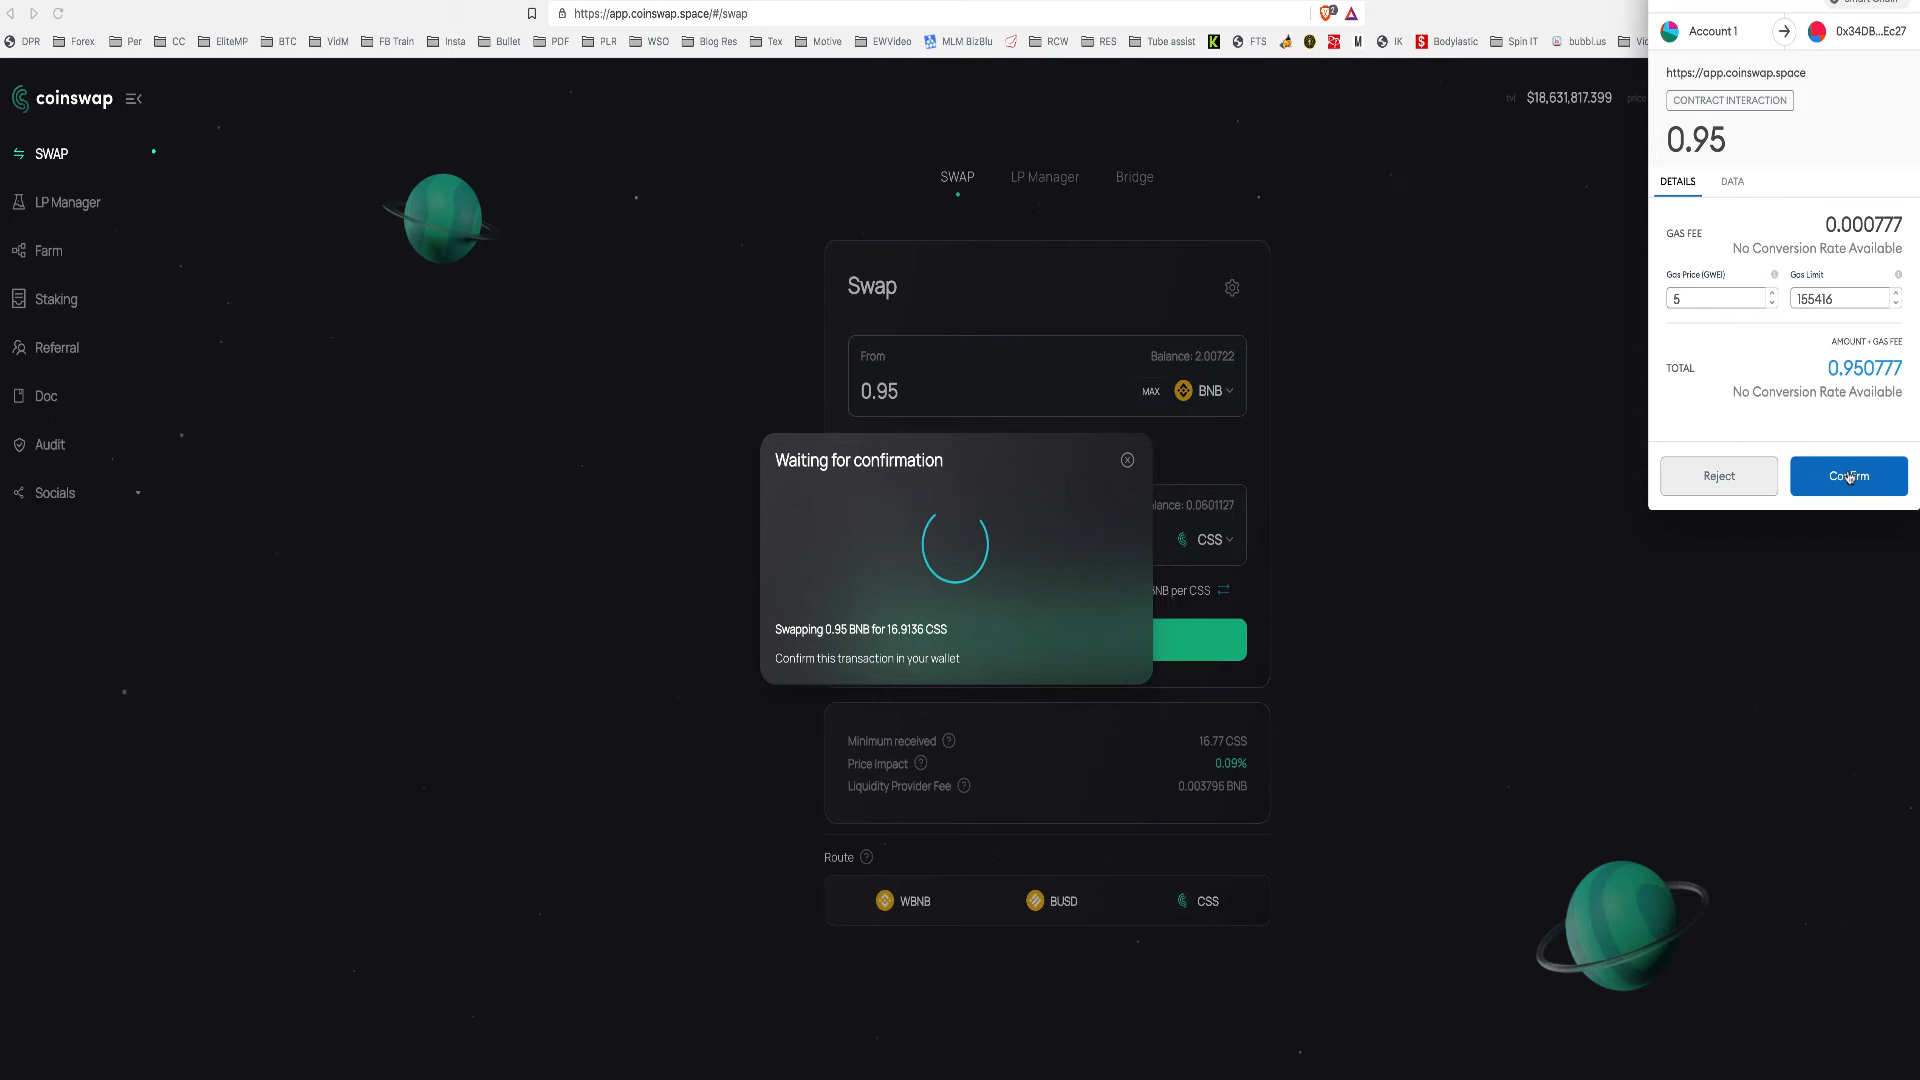 https://app.coinswap.space/#/swap
2
DPR Forex Per CC EliteMP BTC VidM FB Train Insta Bullet PDF PLR WSO Blog Res Tex Motive EWVideo MLM BizBlu RCW RES Tube assist K FTS M IK $ Bodylastic Spin IT bubbl.us
coinswap
tvl $18,631,817.399 price
SWAP
LP Manager
Farm
Staking
Referral
Doc
Audit
Socials
SWAP LP Manager Bridge
Swap
From Balance: 2.00722
0.95 MAX BNB
Waiting for confirmation
Swapping 0.95 BNB for 16.9136 CSS
Confirm this transaction in your wallet
0.0601127
CSS
BNB per CSS
Minimum received ? 16.77 CSS
Price Impact ? 0.09%
Liquidity Provider Fee ? 0.003796 BNB
Route ?
WBNB BUSD CSS
Smart Chain
Account 1 0x34DB...Ec27
https://app.coinswap.space
CONTRACT INTERACTION
0.95
DETAILS DATA
GAS FEE 0.000777
No Conversion Rate Available
Gas Price (GWEI) Gas Limit
5 155416
AMOUNT + GAS FEE
TOTAL 0.950777
No Conversion Rate Available
Reject Confirm